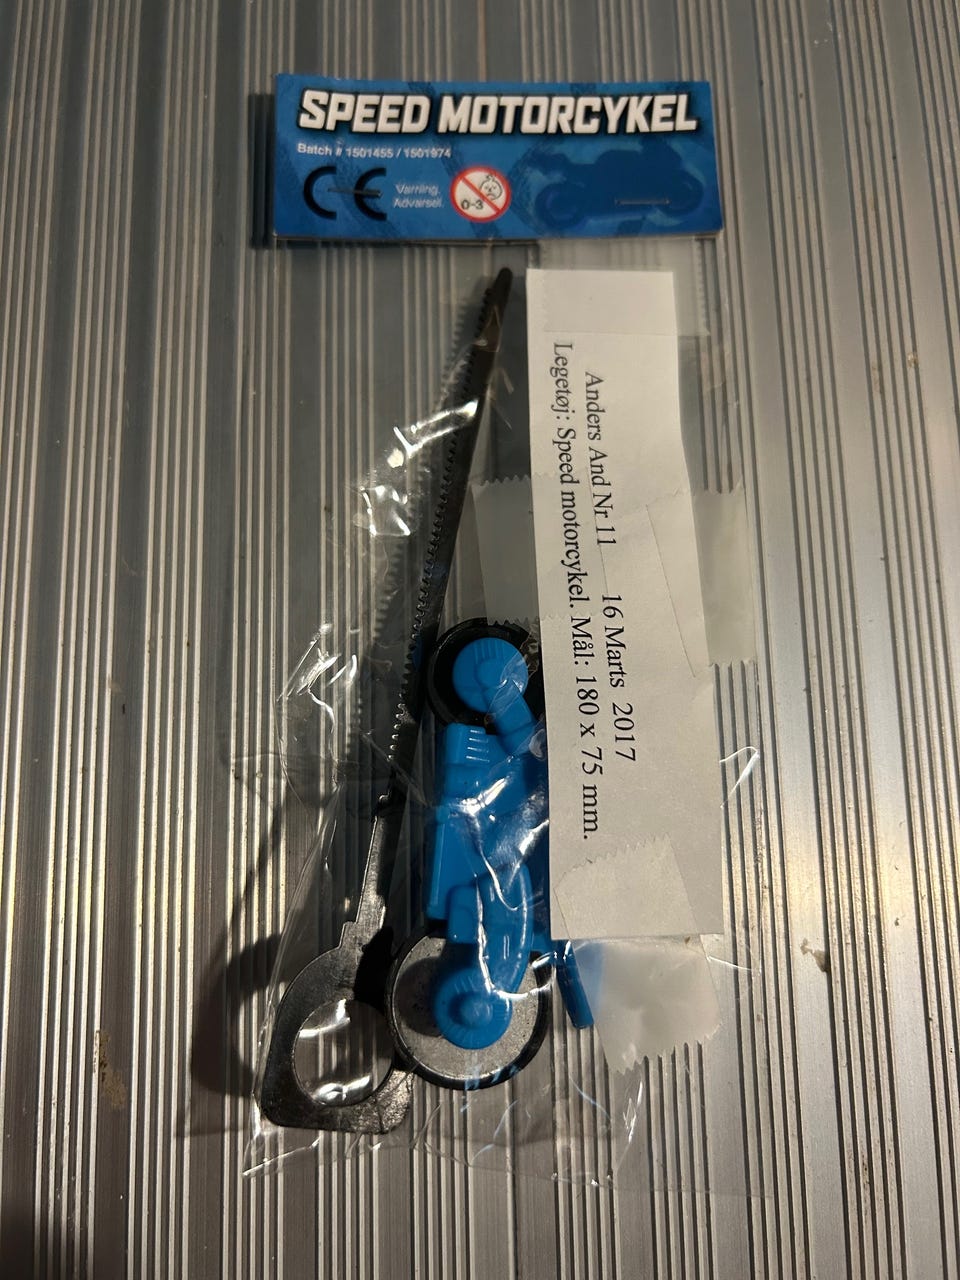 SPEED MOTORCYKEL
Batch # 1501455 / 1501974
CE
Varning.
Advarsel.
0-3
Anders And Nr 11 16 Marts 2017
Legetøj: Speed motorcykel. Mål: 180 x 75 mm.